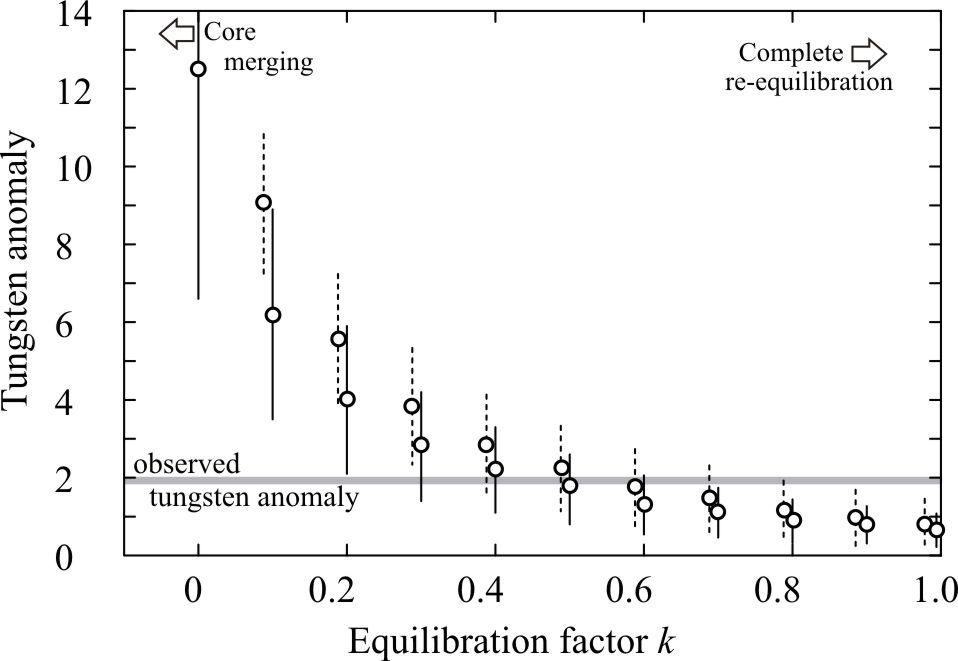 14
12
10
8
6
4
2
0
Tungsten anomaly
Core
merging
Complete
re-equilibration
observed
tungsten anomaly
0
0.2
0.4
0.6
0.8
1.0
Equilibration factor k